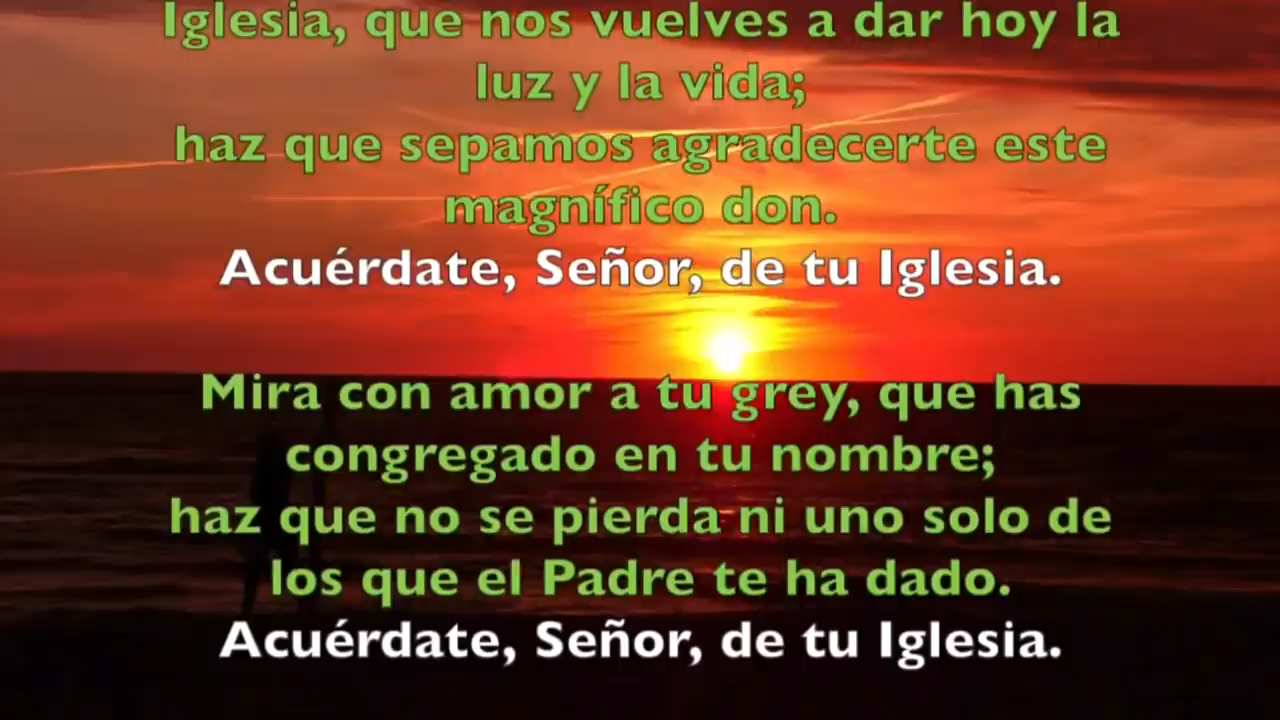 Iglesia, que nos vuelves a dar hoy la
luz y la vida;
haz que sepamos agradecerte este
magnífico don.
Acuérdate, Señor, de tu Iglesia.
Mira con amor a tu grey, que has
congregado en tu nombre;
haz que no se pierda ni uno solo de
los que el Padre te ha dado.
Acuérdate, Señor, de tu Iglesia.